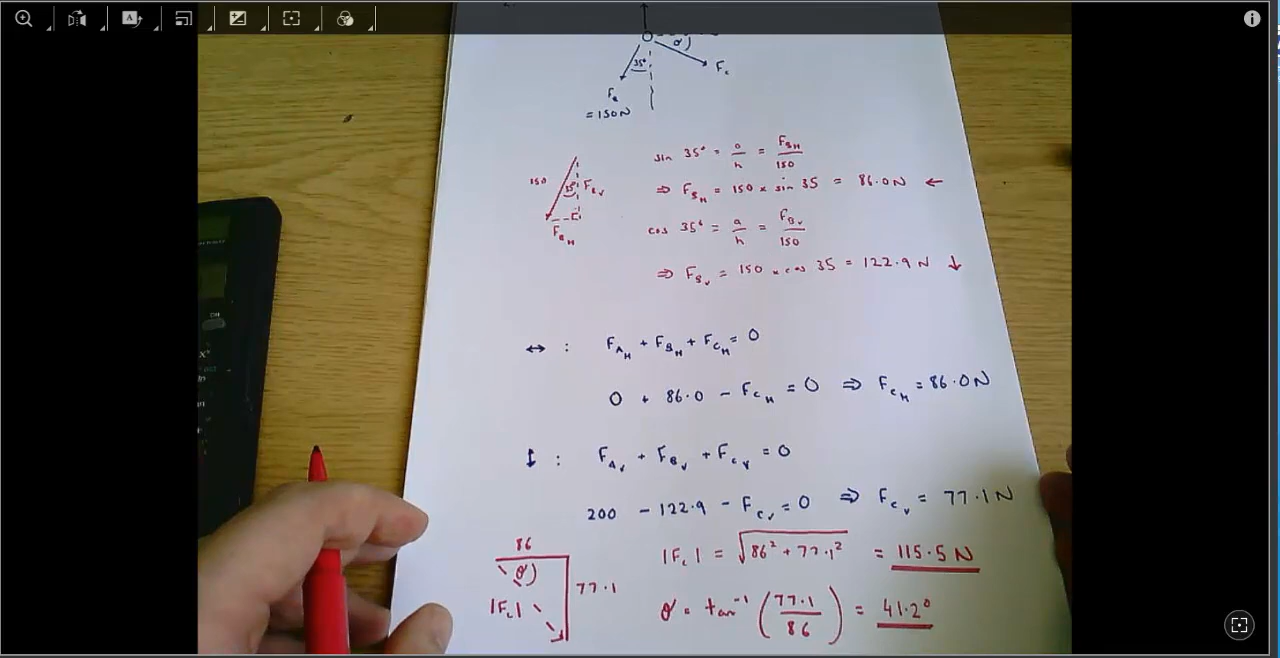 θ
35°
F_c
F_B
= 150N
sin 35° = o/h = F_BH/150
150
35°
F_Bv
⇒ F_BH = 150 × sin 35 = 86.0N ←
F_BH
cos 35° = a/h = F_Bv/150
⇒ F_Bv = 150 × cos 35 = 122.9 N ↓
↔ : F_AH + F_BH + F_CH = 0
0 + 86.0 - F_CH = 0 ⇒ F_CH = 86.0N
↕ : F_Av + F_Bv + F_Cv = 0
200 - 122.9 - F_Cv = 0 ⇒ F_Cv = 77.1N
86
|F_c| = √86² + 77.1² = 115.5 N
θ
77.1
|F_c|
θ = tan⁻¹ (77.1/86) = 41.2°